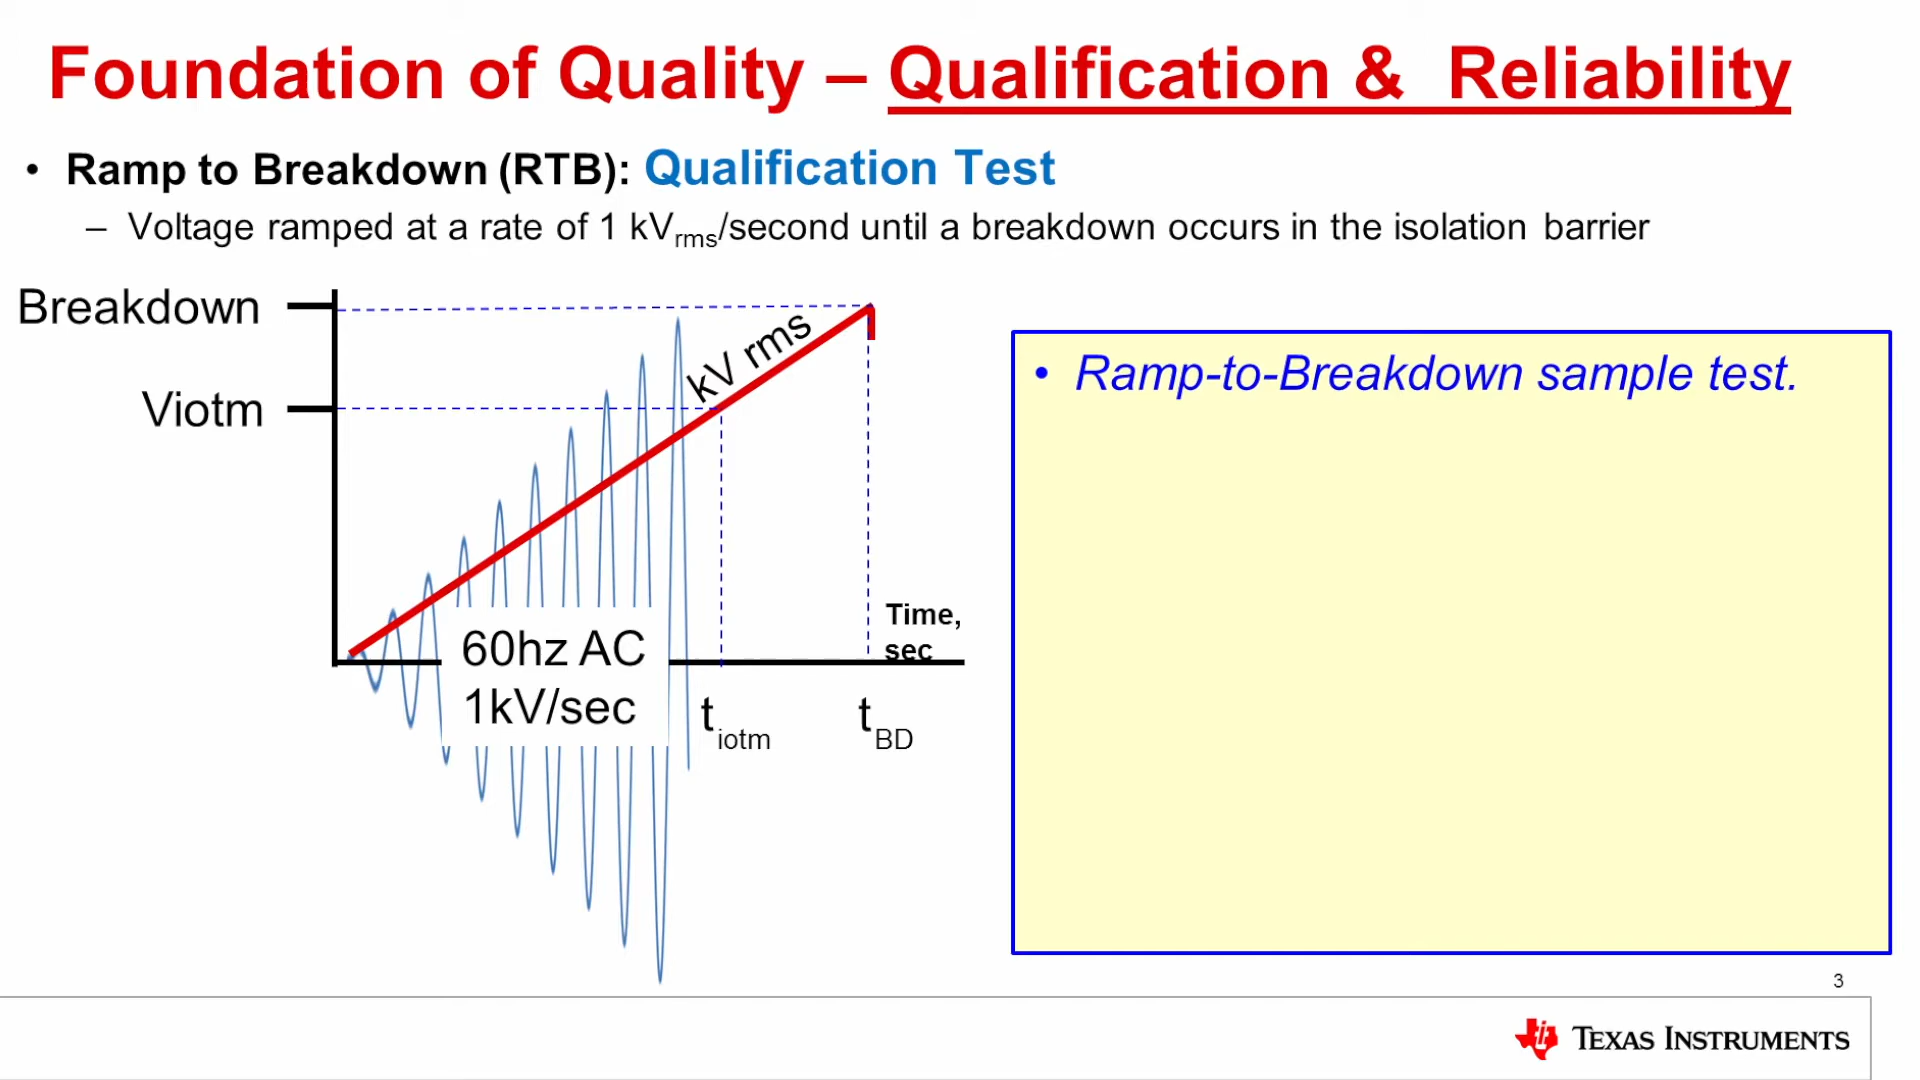 Foundation of Quality – Qualification & Reliability
• Ramp to Breakdown (RTB): Qualification Test
– Voltage ramped at a rate of 1 kVrms/second until a breakdown occurs in the isolation barrier
Breakdown
Viotm
kV rms
60hz AC
1kV/sec
Time,
sec
tiotm
tBD
• Ramp-to-Breakdown sample test.
3
TEXAS INSTRUMENTS